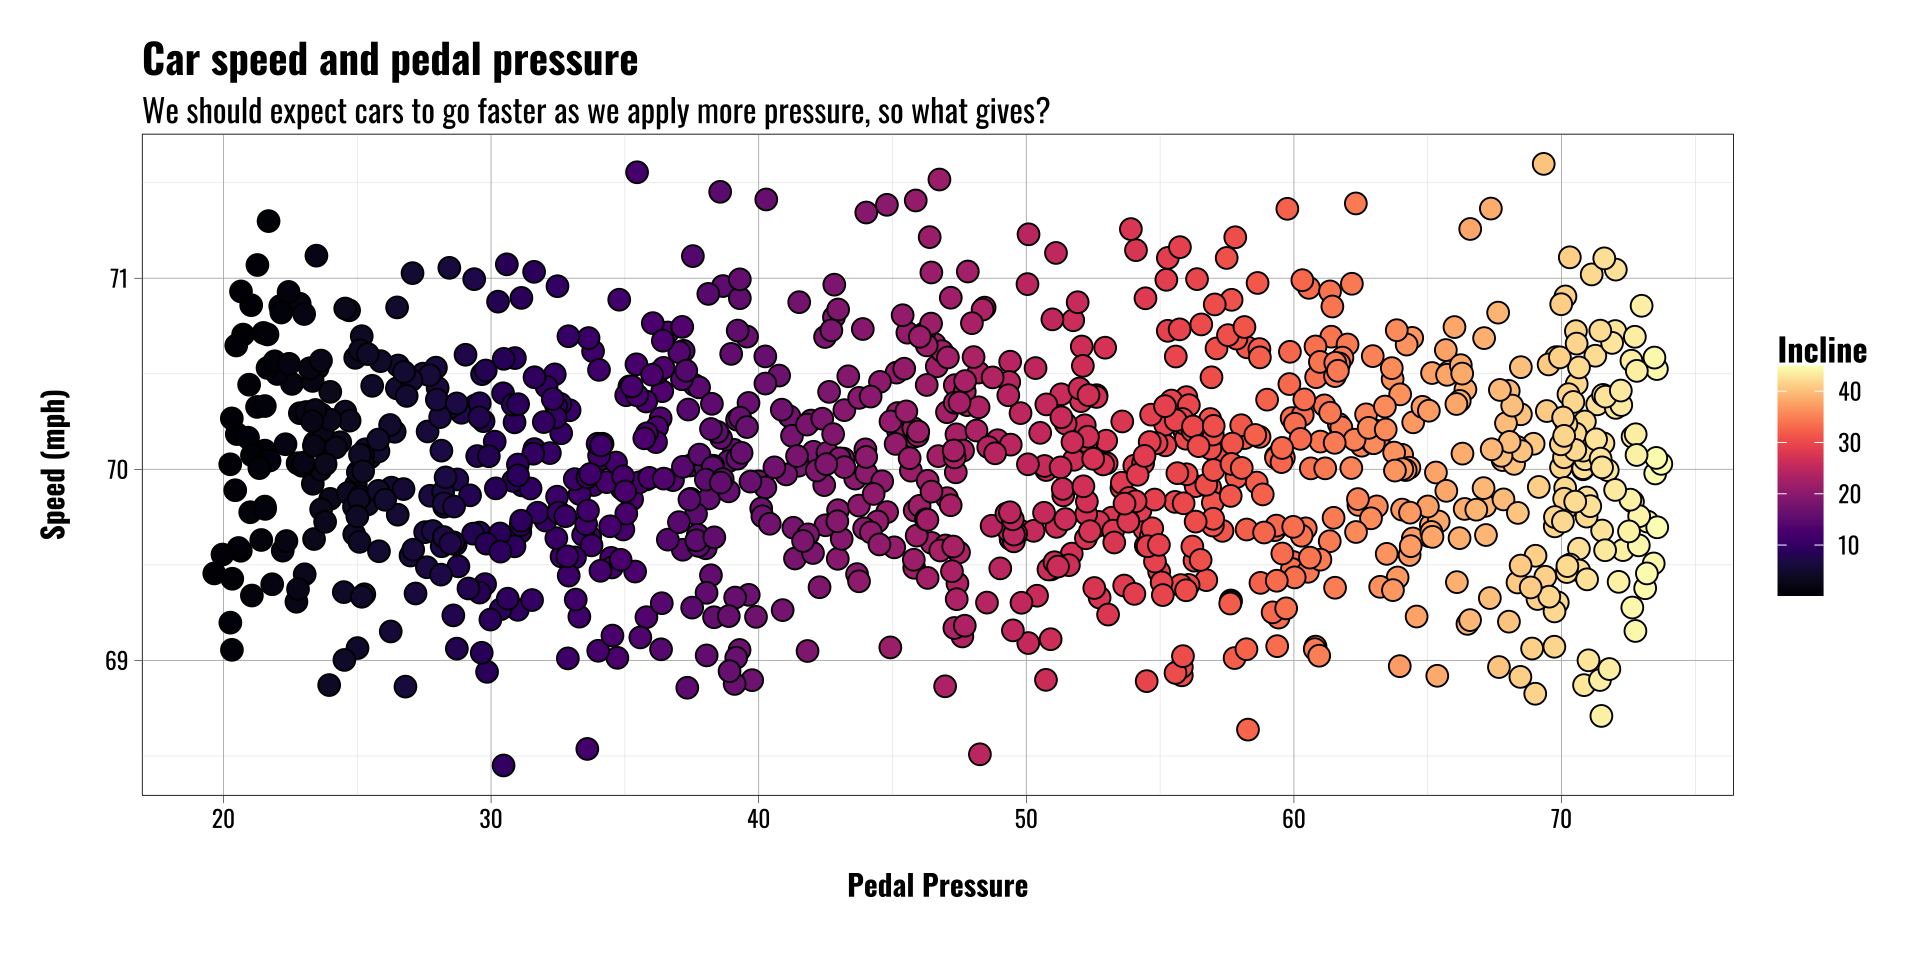 Car speed and pedal pressure
We should expect cars to go faster as we apply more pressure, so what gives?
Speed (mph)
71
70
69
20 30 40 50 60 70
Pedal Pressure
Incline
40
30
20
10